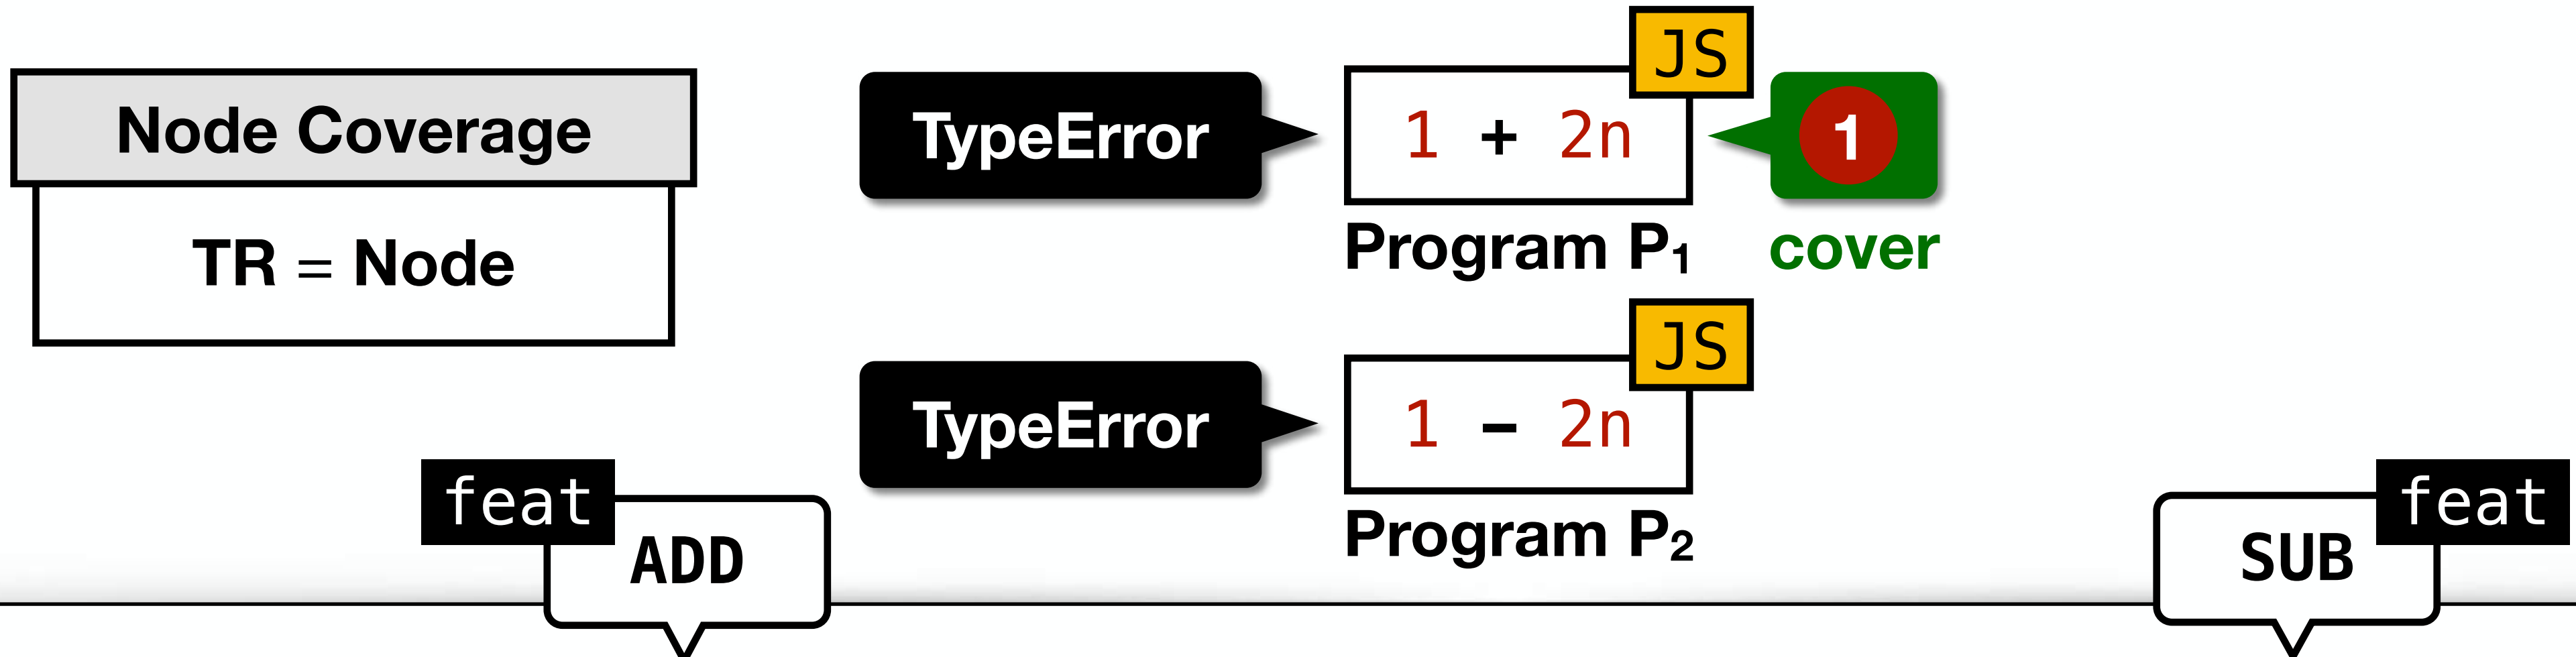 Node Coverage
TR = Node
TypeError
JS
1 + 2n
1
Program P₁
cover
TypeError
JS
1 - 2n
Program P₂
feat
ADD
feat
SUB